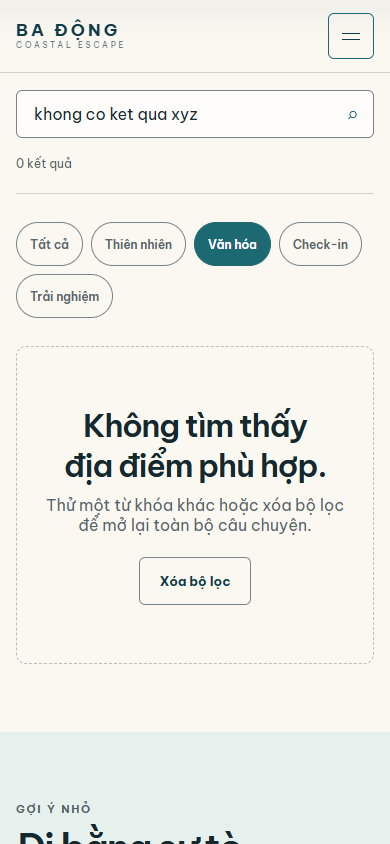 BA ĐỘNG
COASTAL ESCAPE
khong co ket qua xyz
0 kết quả
Tất cả
Thiên nhiên
Văn hóa
Check-in
Trải nghiệm
Không tìm thấy
địa điểm phù hợp.
Thử một từ khóa khác hoặc xóa bộ lọc
để mở lại toàn bộ câu chuyện.
Xóa bộ lọc
GỢI Ý NHỎ